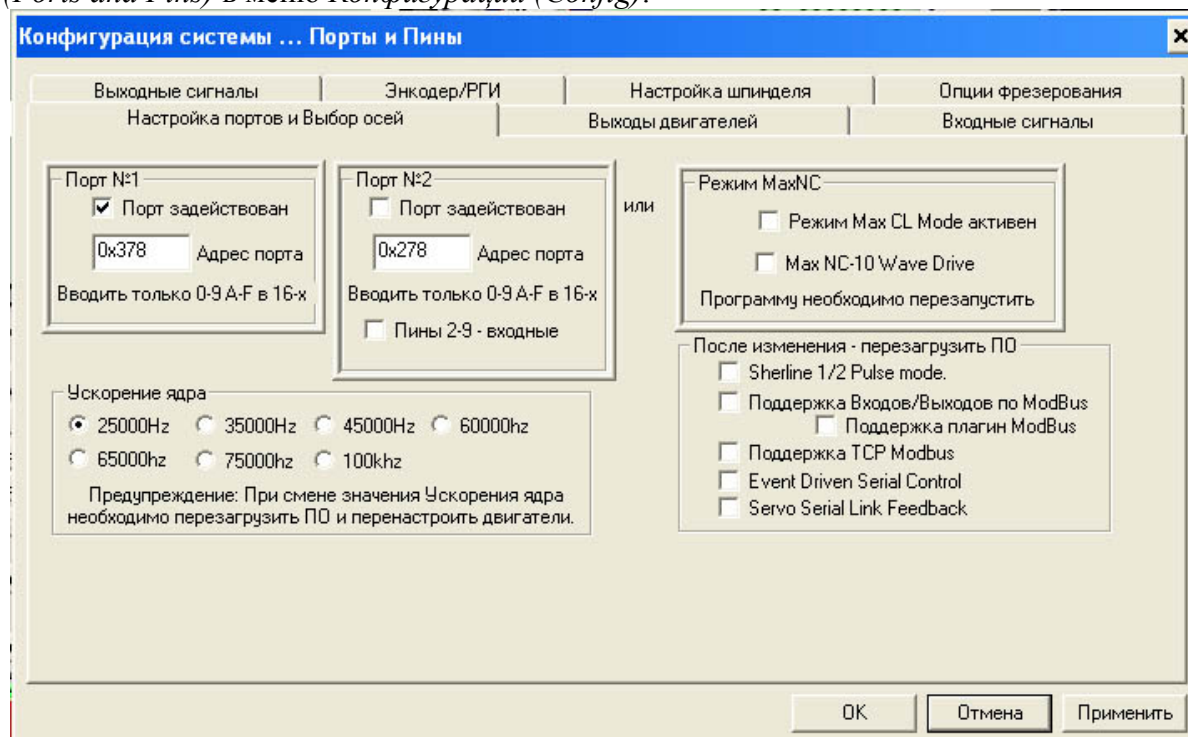 (Ports and Pins) в меню Конфигурации (Config).
Конфигурация системы ... Порты и Пины
Выходные сигналы
Энкодер/РГИ
Настройка шпинделя
Опции фрезерования
Настройка портов и Выбор осей
Выходы двигателей
Входные сигналы
Порт №1
Порт задействован
0x378 Адрес порта
Вводить только 0-9 A-F в 16-х
Порт №2
Порт задействован
0x278 Адрес порта
Вводить только 0-9 A-F в 16-х
Пины 2-9 - входные
или
Режим MaxNC
Режим Max CL Mode активен
Max NC-10 Wave Drive
Программу необходимо перезапустить
Ускорение ядра
25000Hz 35000Hz 45000Hz 60000hz
65000hz 75000hz 100khz
Предупреждение: При смене значения Ускорения ядра
необходимо перезагрузить ПО и перенастроить двигатели.
После изменения - перезагрузить ПО
Sherline 1/2 Pulse mode.
Поддержка Входов/Выходов по ModBus
Поддержка плагин ModBus
Поддержка TCP Modbus
Event Driven Serial Control
Servo Serial Link Feedback
OK
Отмена
Применить